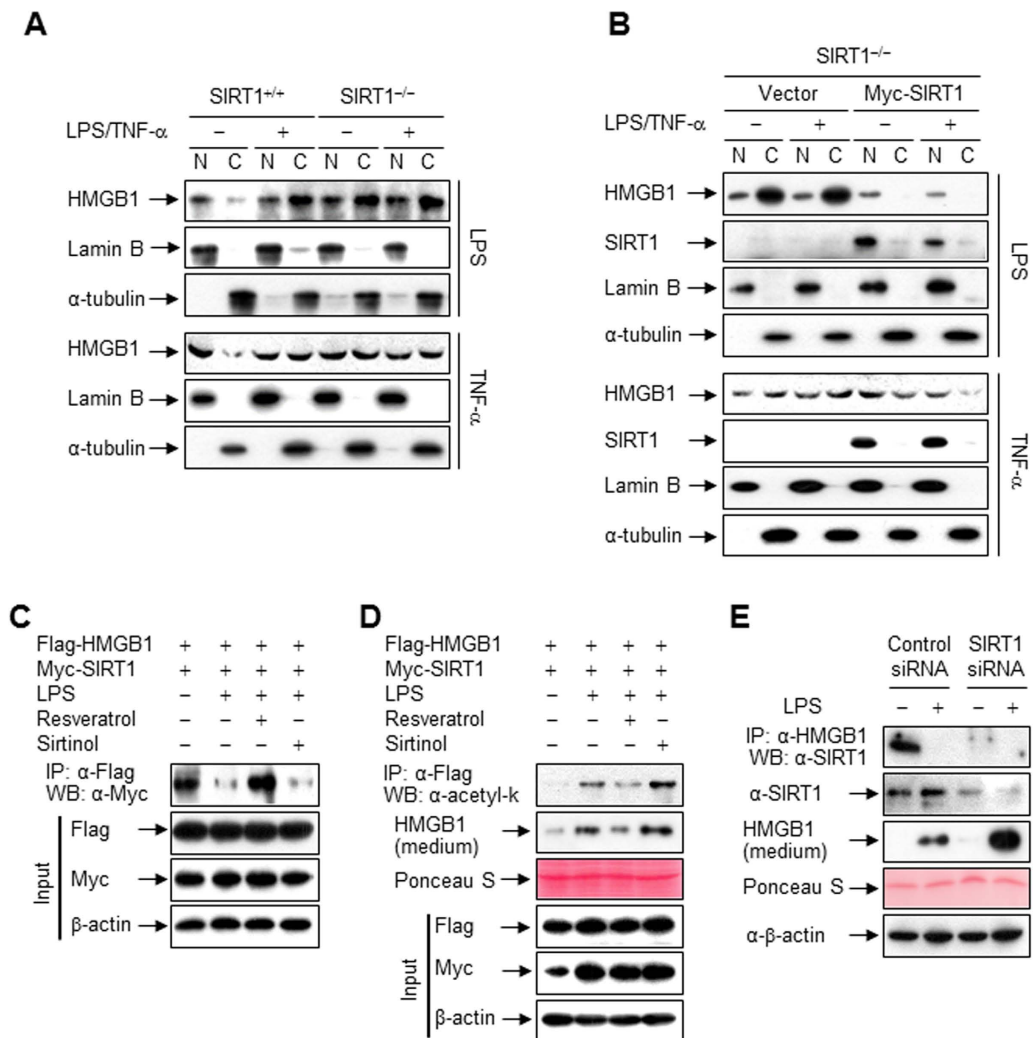 A
SIRT1+/+ SIRT1−/−
LPS/TNF-α − + − +
N C N C N C N C
HMGB1
Lamin B
α-tubulin
LPS
HMGB1
Lamin B
α-tubulin
TNF-α
B
SIRT1−/−
Vector Myc-SIRT1
LPS/TNF-α − + − +
N C N C N C N C
HMGB1
SIRT1
Lamin B
α-tubulin
LPS
HMGB1
SIRT1
Lamin B
α-tubulin
TNF-α
C
Flag-HMGB1 + + + +
Myc-SIRT1 + + + +
LPS − + + +
Resveratrol − − + −
Sirtinol − − − +
IP: α-Flag
WB: α-Myc
Flag
Myc
β-actin
Input
D
Flag-HMGB1 + + + +
Myc-SIRT1 + + + +
LPS − + + +
Resveratrol − − + −
Sirtinol − − − +
IP: α-Flag
WB: α-acetyl-k
HMGB1
(medium)
Ponceau S
Flag
Myc
β-actin
Input
E
Control SIRT1
siRNA siRNA
LPS − + − +
IP: α-HMGB1
WB: α-SIRT1
α-SIRT1
HMGB1
(medium)
Ponceau S
α-β-actin